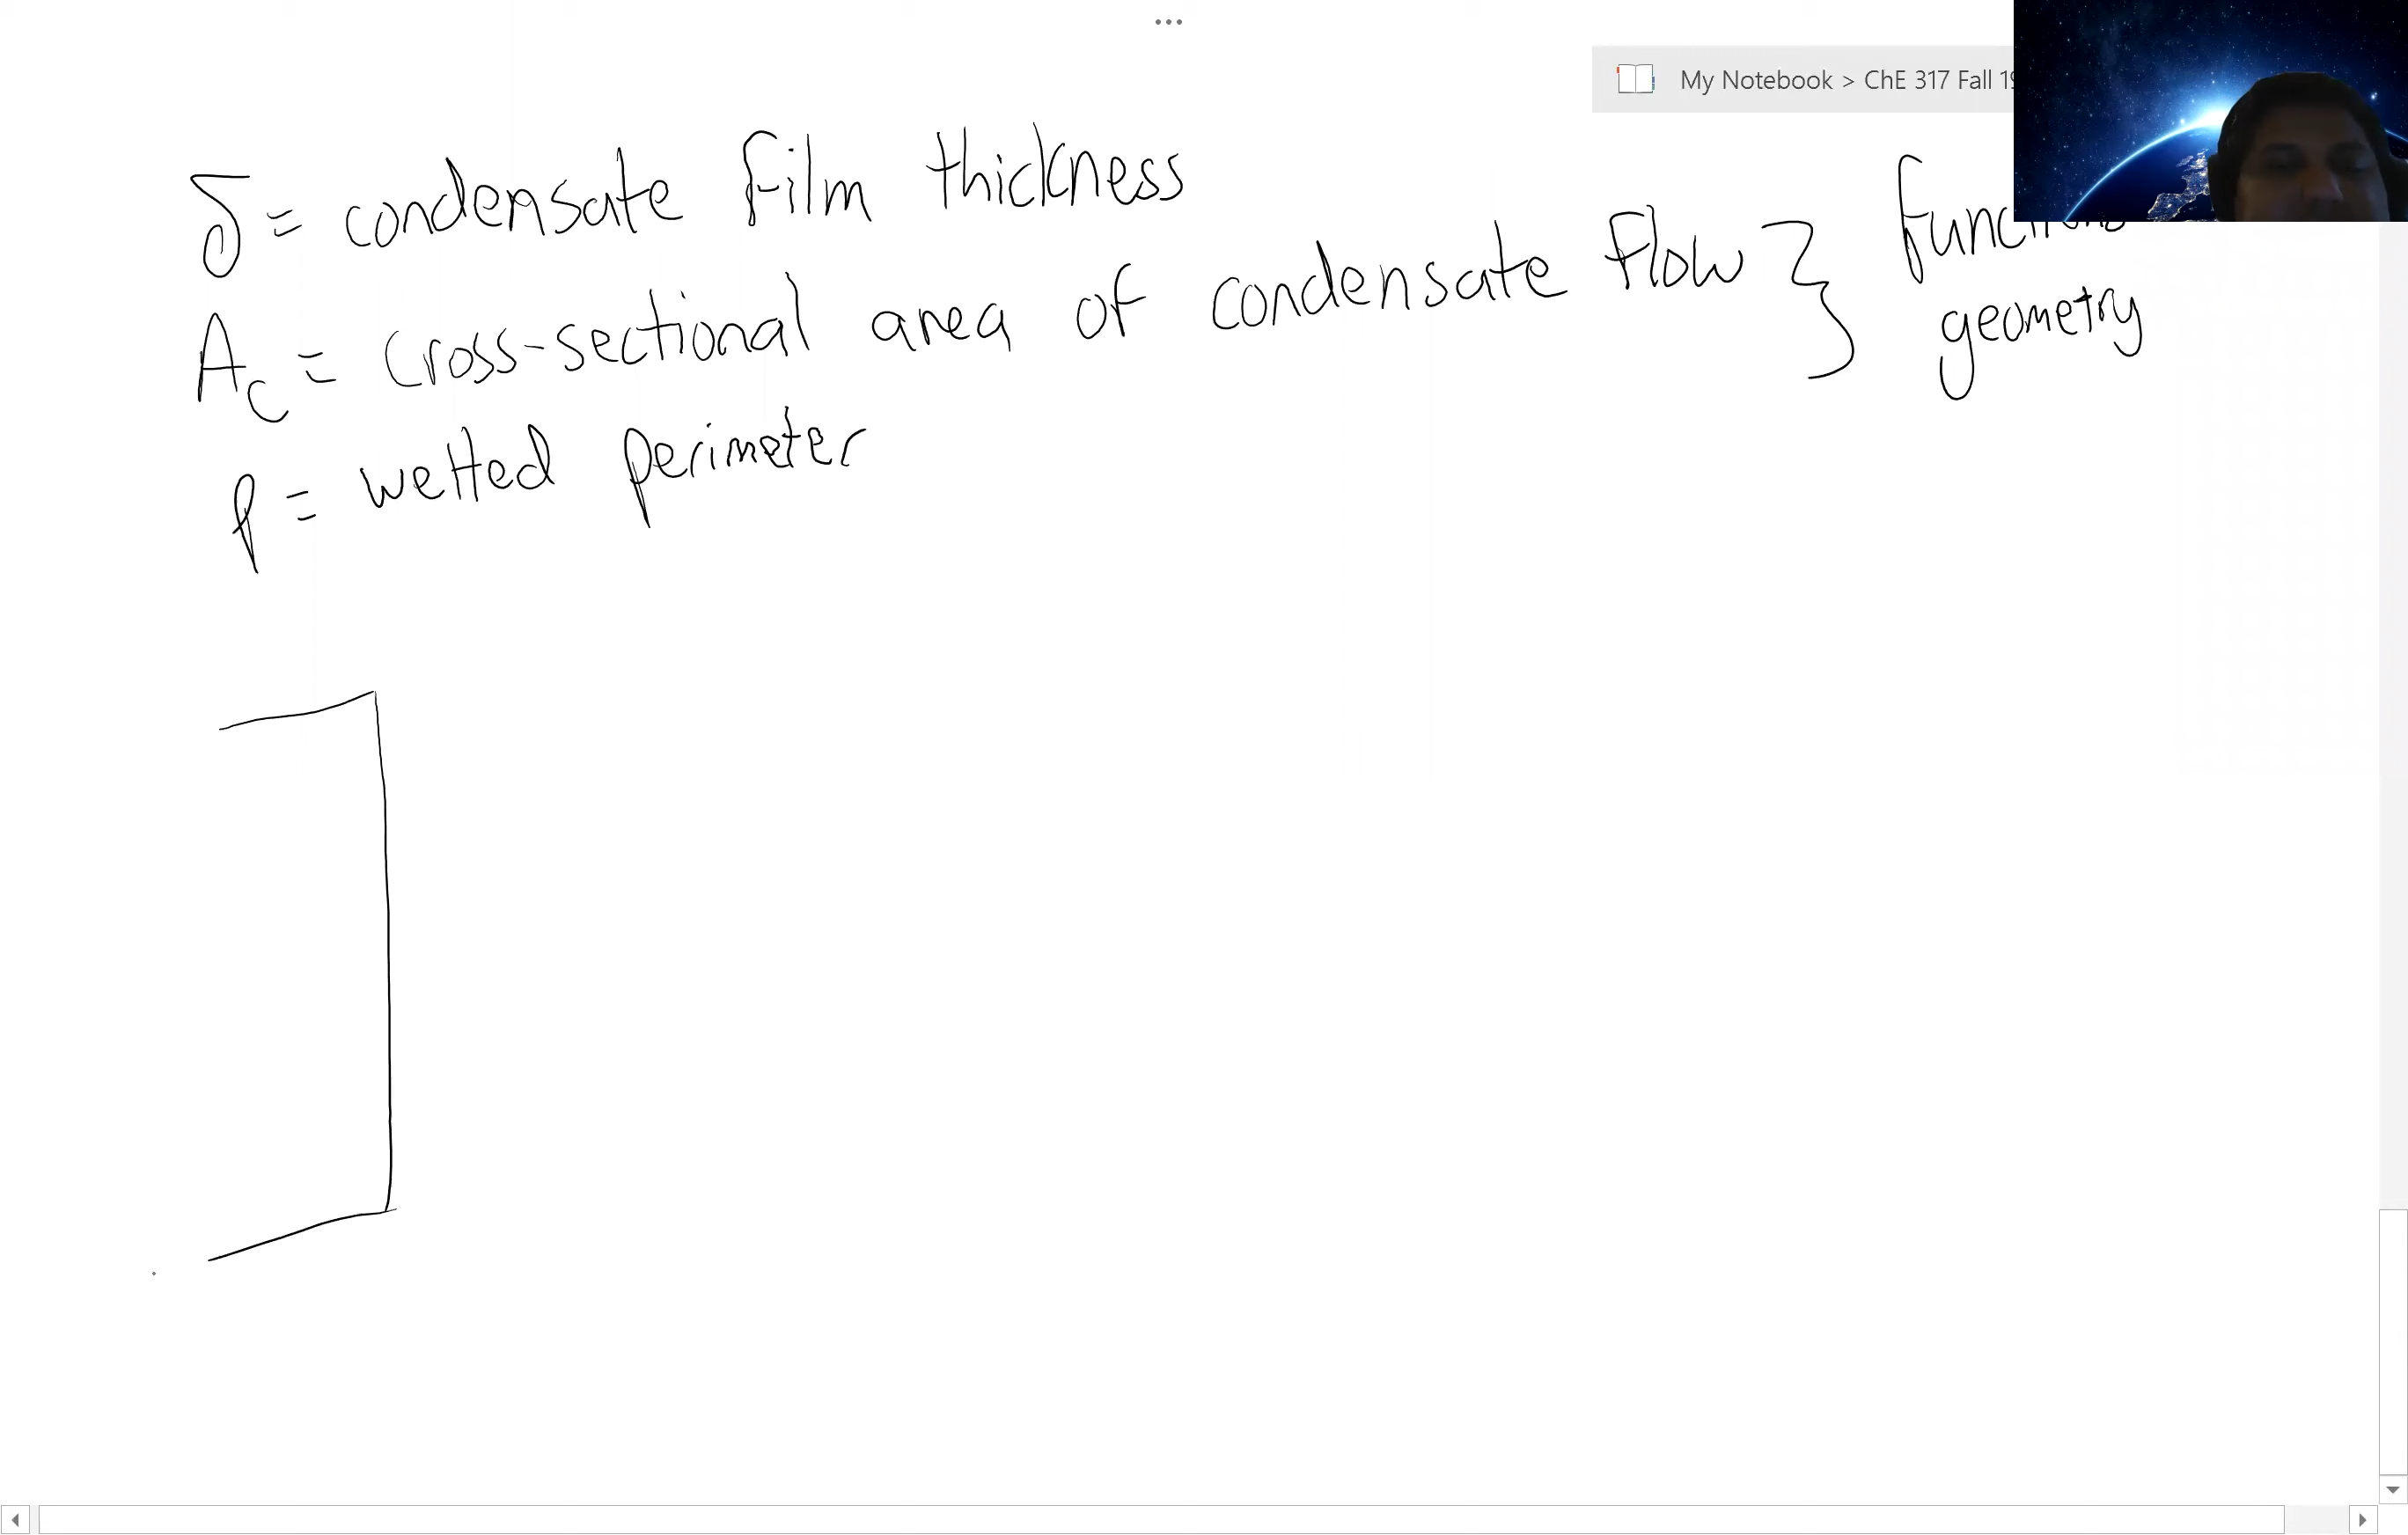 My Notebook > ChE 317 Fall
δ = condensate film thickness
A_c = cross-sectional area of condensate flow } 
geometry
P = wetted perimeter